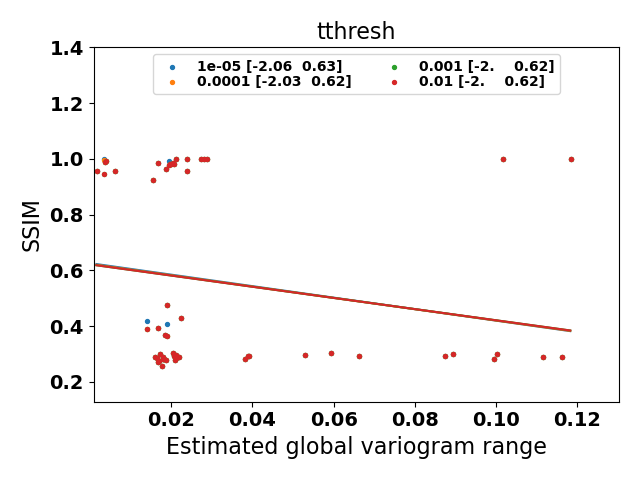 tthresh
1e-05 [-2.06  0.63]
0.0001 [-2.03  0.62]
0.001 [-2.    0.62]
0.01 [-2.    0.62]
1.4
1.2
1.0
0.8
0.6
0.4
0.2
SSIM
0.02 0.04 0.06 0.08 0.10 0.12
Estimated global variogram range